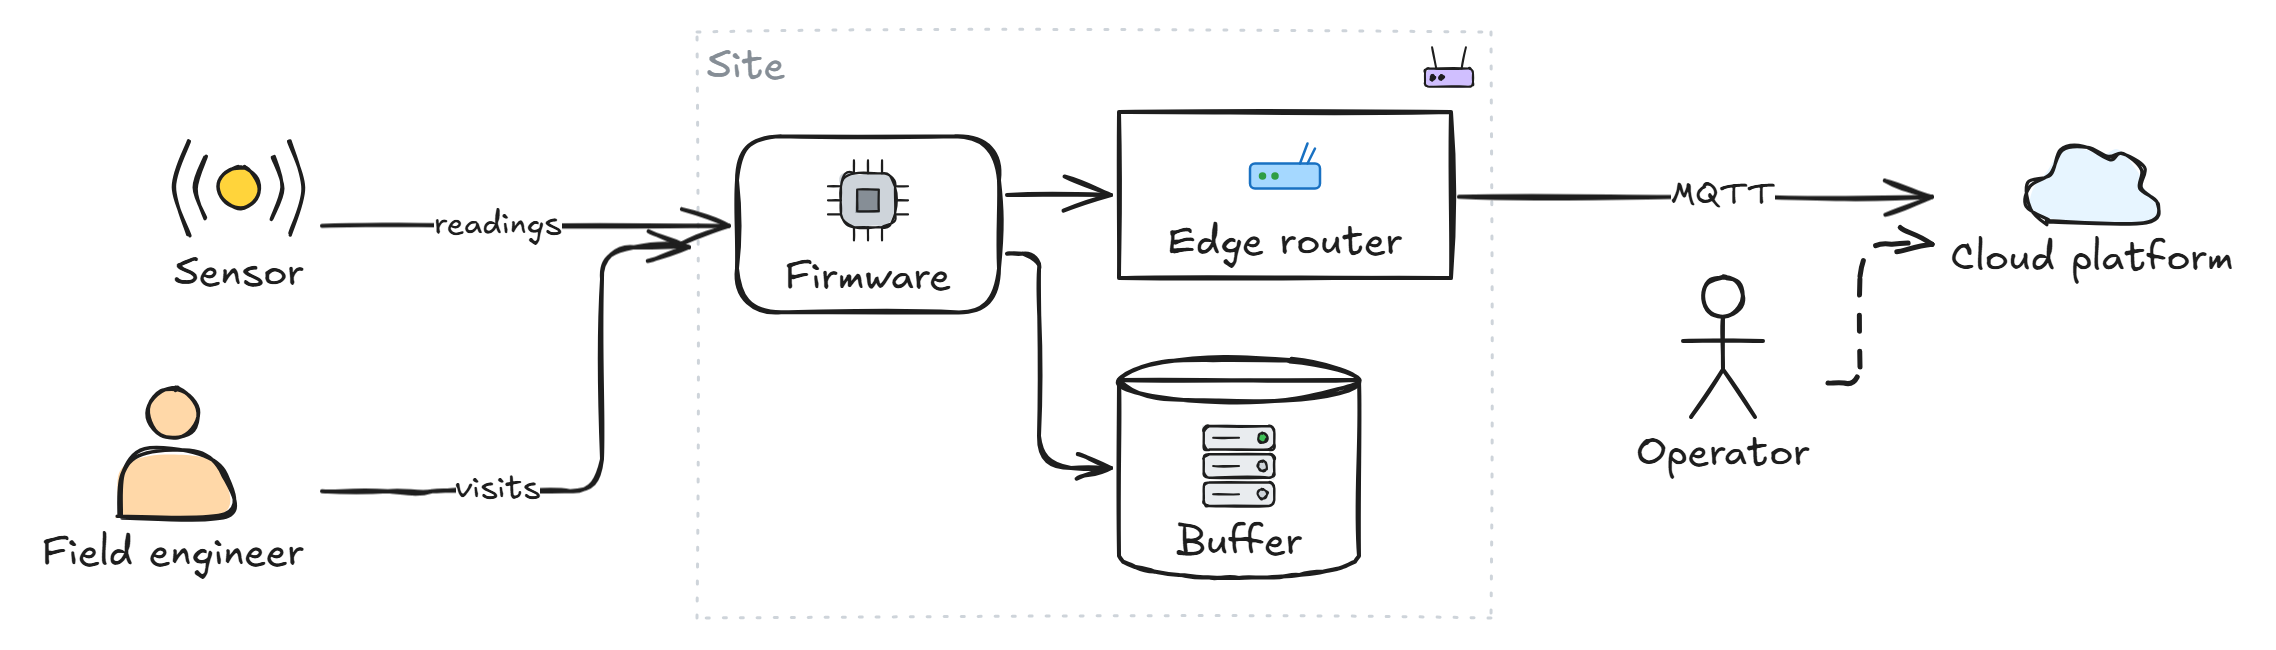 Site
Sensor
readings
Firmware
Edge router
MQTT
Cloud platform
Field engineer
visits
Buffer
Operator